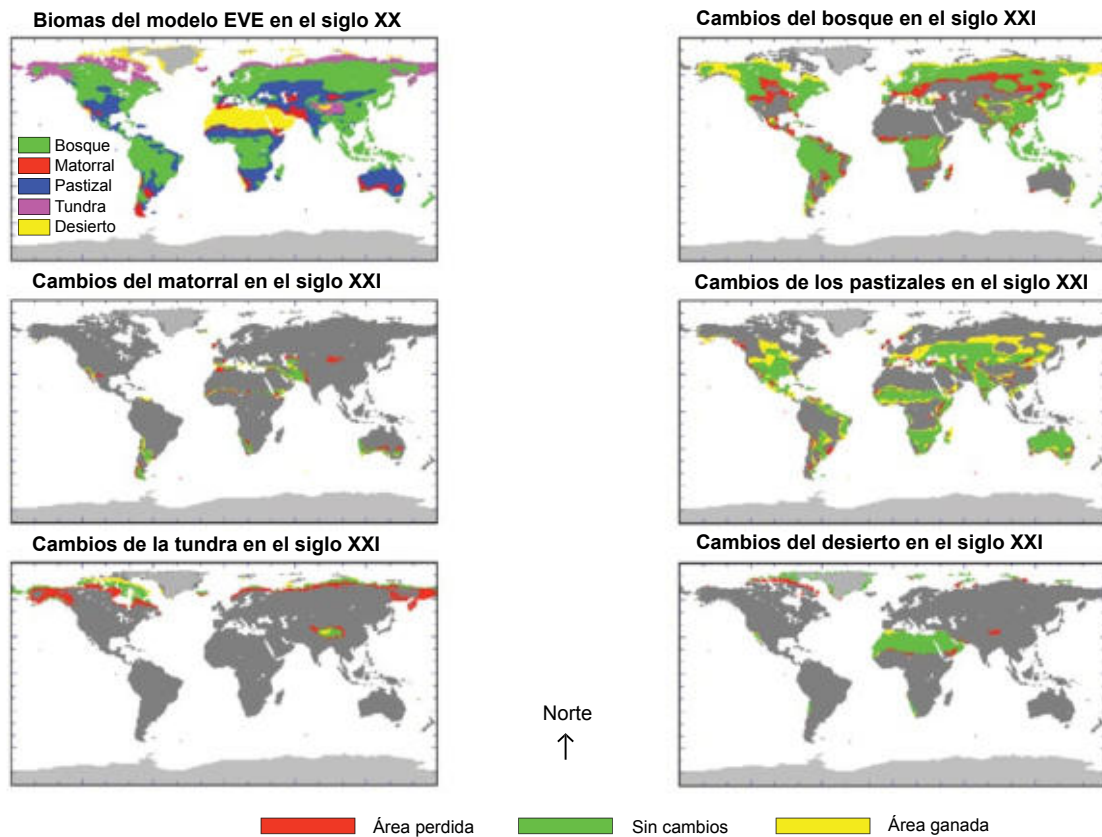 Biomas del modelo EVE en el siglo XX
Bosque
Matorral
Pastizal
Tundra
Desierto
Cambios del bosque en el siglo XXI
Cambios del matorral en el siglo XXI
Cambios de los pastizales en el siglo XXI
Cambios de la tundra en el siglo XXI
Cambios del desierto en el siglo XXI
Norte
Área perdida
Sin cambios
Área ganada